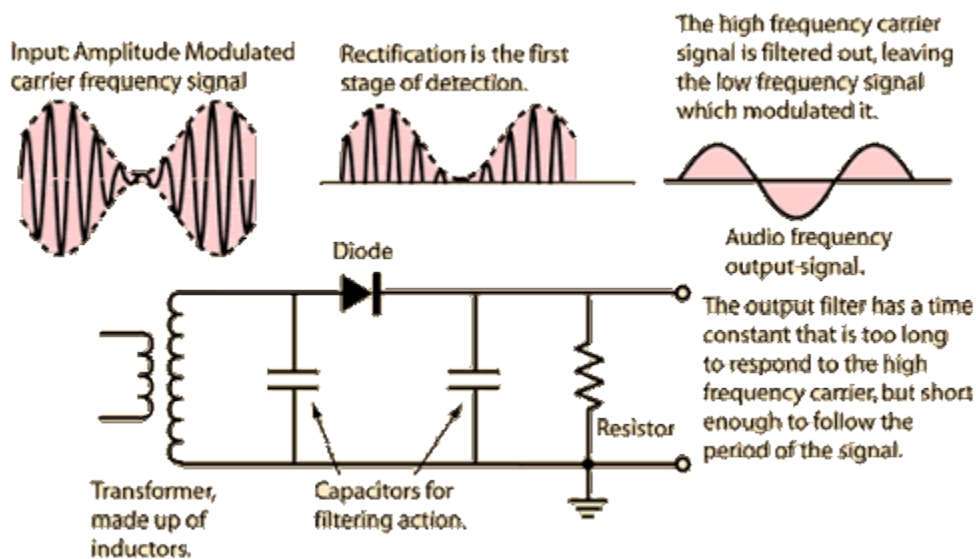 Input: Amplitude Modulated
carrier frequency signal
Rectification is the first
stage of detection.
The high frequency carrier
signal is filtered out, leaving
the low frequency signal
which modulated it.
Audio frequency
output signal.
Diode
The output filter has a time
constant that is too long
to respond to the high
frequency carrier, but short
enough to follow the
period of the signal.
Resistor
Transformer,
made up of
inductors.
Capacitors for
filtering action.